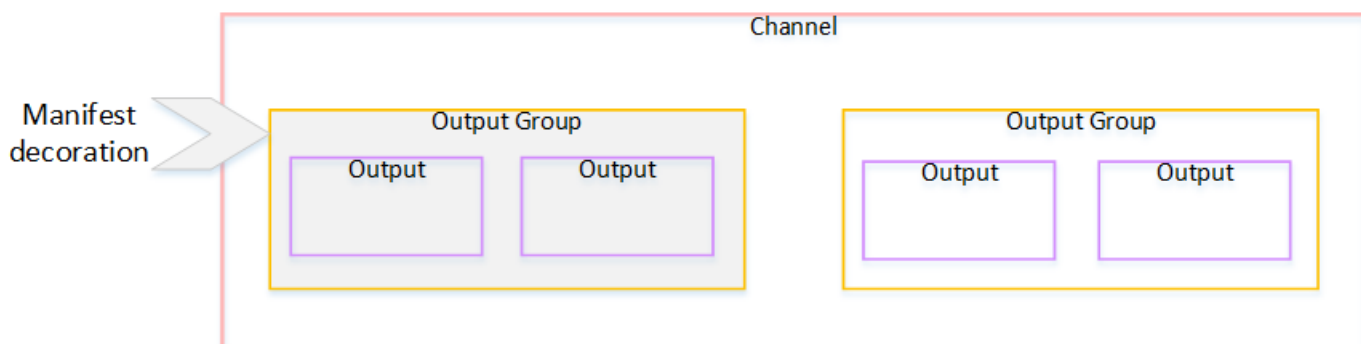 Channel
Manifest
decoration
Output Group
Output
Output
Output Group
Output
Output